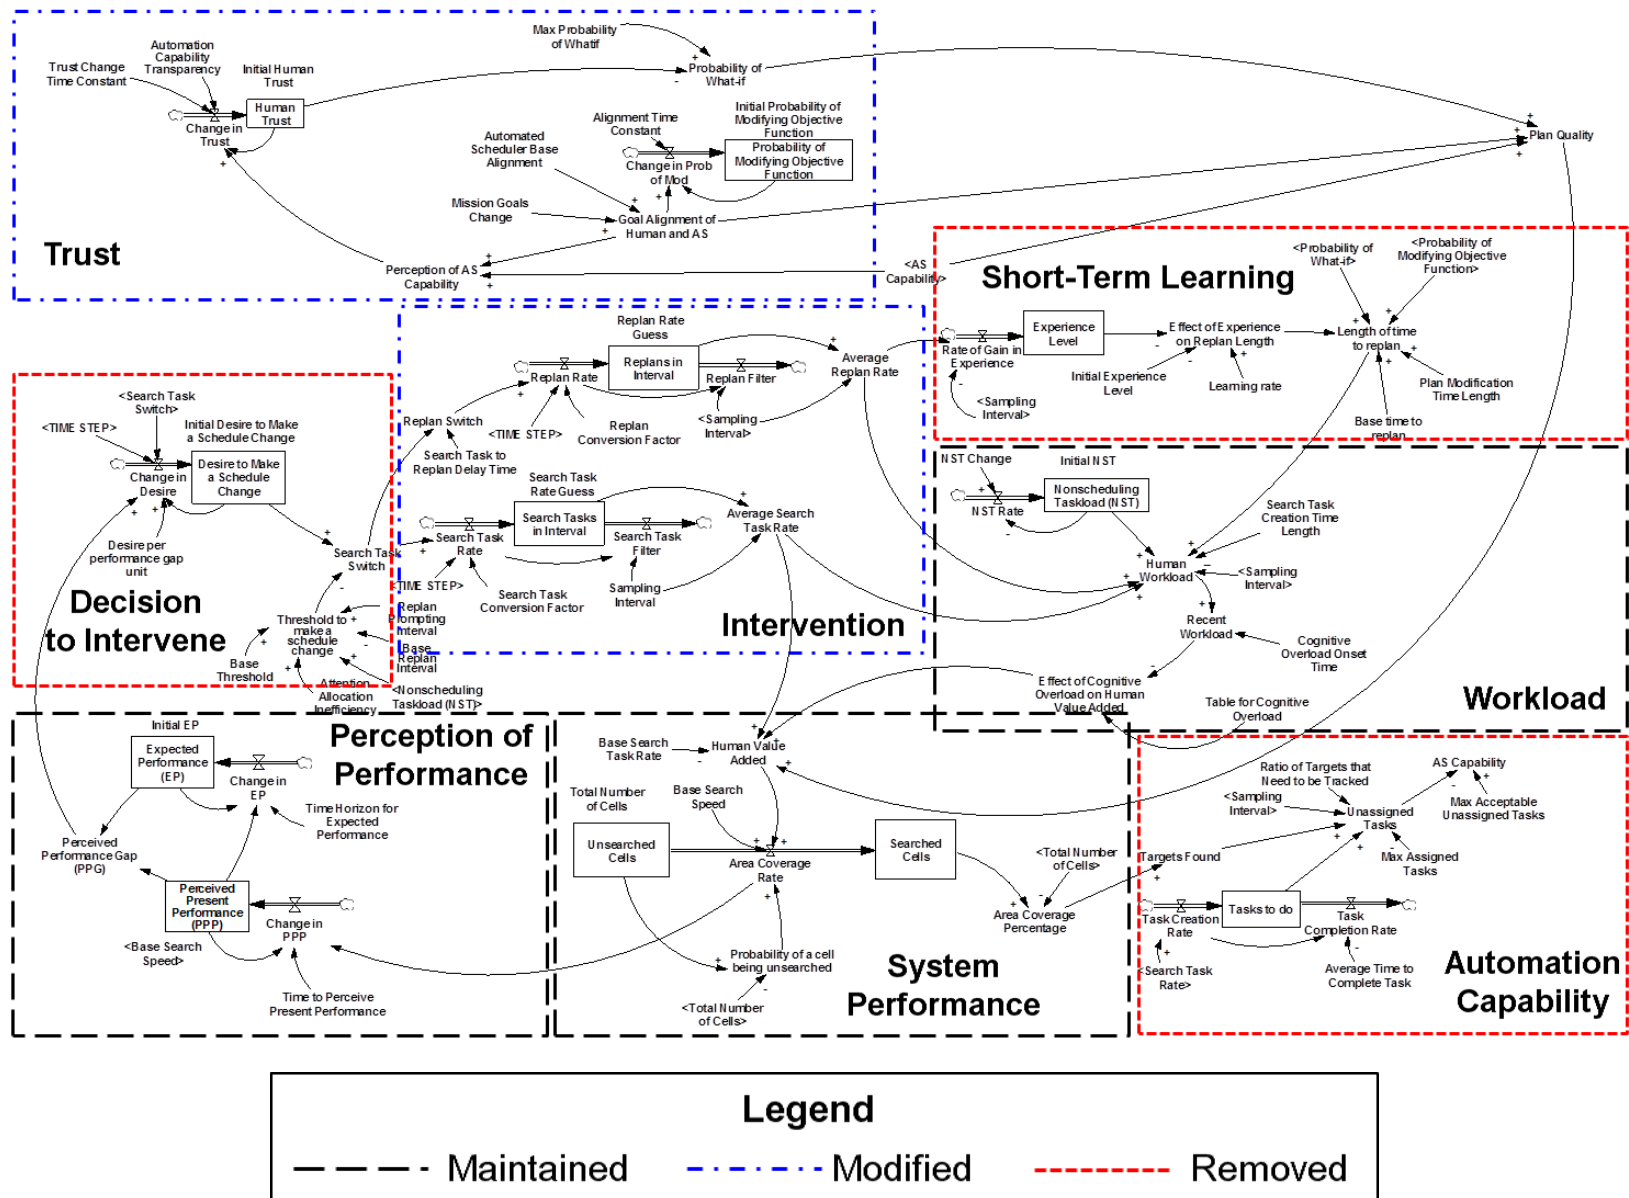 Automation
Capability
Transparency
Trust Change
Time Constant
Initial Human
Trust
Human
Trust
Change in
Trust
Max Probability
of Whatif
Probability of
What-if
Alignment Time
Constant
Initial Probability of
Modifying Objective
Function
Probability of
Modifying Objective
Function
Change in Prob
of Mod
Automated
Scheduler Base
Alignment
Mission Goals
Change
Goal Alignment of
Human and AS
Perception of AS
Capability
Trust
Plan Quality
<AS
Capability>
Short-Term Learning
<Probability of
What-if>
<Probability of
Modifying Objective
Function>
Experience
Level
Rate of Gain in
Experience
Effect of Experience
on Replan Length
Length of time
to replan
Initial Experience
Level
Learning rate
Plan Modification
Time Length
<Sampling
Interval>
Base time to
replan
Replan Rate
Guess
Replans in
Interval
Replan Rate
Replan Filter
Average
Replan Rate
Replan Switch
<TIME STEP>
Replan
Conversion Factor
<Sampling
Interval>
Search Task to
Replan Delay Time
Search Task
Rate Guess
Search Tasks
in Interval
Search Task
Rate
Search Task
Filter
Average Search
Task Rate
<TIME STEP>
Search Task
Conversion Factor
Sampling
Interval
Intervention
<Search Task
Switch>
<TIME STEP>
Initial Desire to Make
a Schedule Change
Desire to Make
a Schedule
Change
Change in
Desire
Desire per
performance gap
unit
Search Task
Switch
Decision
to Intervene
Threshold to
make a
schedule
change
Replan
Prompting
Interval
Base
Replan
Interval
Base
Threshold
Attention
Allocation
Inefficiency
<Nonscheduling
Taskload (NST)>
NST Change
Initial NST
Nonscheduling
Taskload (NST)
NST Rate
Search Task
Creation Time
Length
Human
Workload
<Sampling
Interval>
Recent
Workload
Cognitive
Overload Onset
Time
Effect of Cognitive
Overload on Human
Value Added
Table for Cognitive
Overload
Workload
Perception of
Performance
Initial EP
Expected
Performance
(EP)
Change in
EP
Time Horizon for
Expected
Performance
Perceived
Performance Gap
(PPG)
Perceived
Present
Performance
(PPP)
Change in
PPP
<Base Search
Speed>
Time to Perceive
Present Performance
Base Search
Task Rate
Human Value
Added
Total Number
of Cells
Base Search
Speed
Unsearched
Cells
Area Coverage
Rate
Searched
Cells
<Total Number
of Cells>
Area Coverage
Percentage
Probability of a cell
being unsearched
<Total Number
of Cells>
System
Performance
Ratio of Targets that
Need to be Tracked
AS Capability
<Sampling
Interval>
Unassigned
Tasks
Max Acceptable
Unassigned Tasks
Targets Found
Max Assigned
Tasks
Tasks to do
Task Creation
Rate
Task
Completion Rate
<Search Task
Rate>
Average Time to
Complete Task
Automation
Capability
Legend
Maintained
Modified
Removed